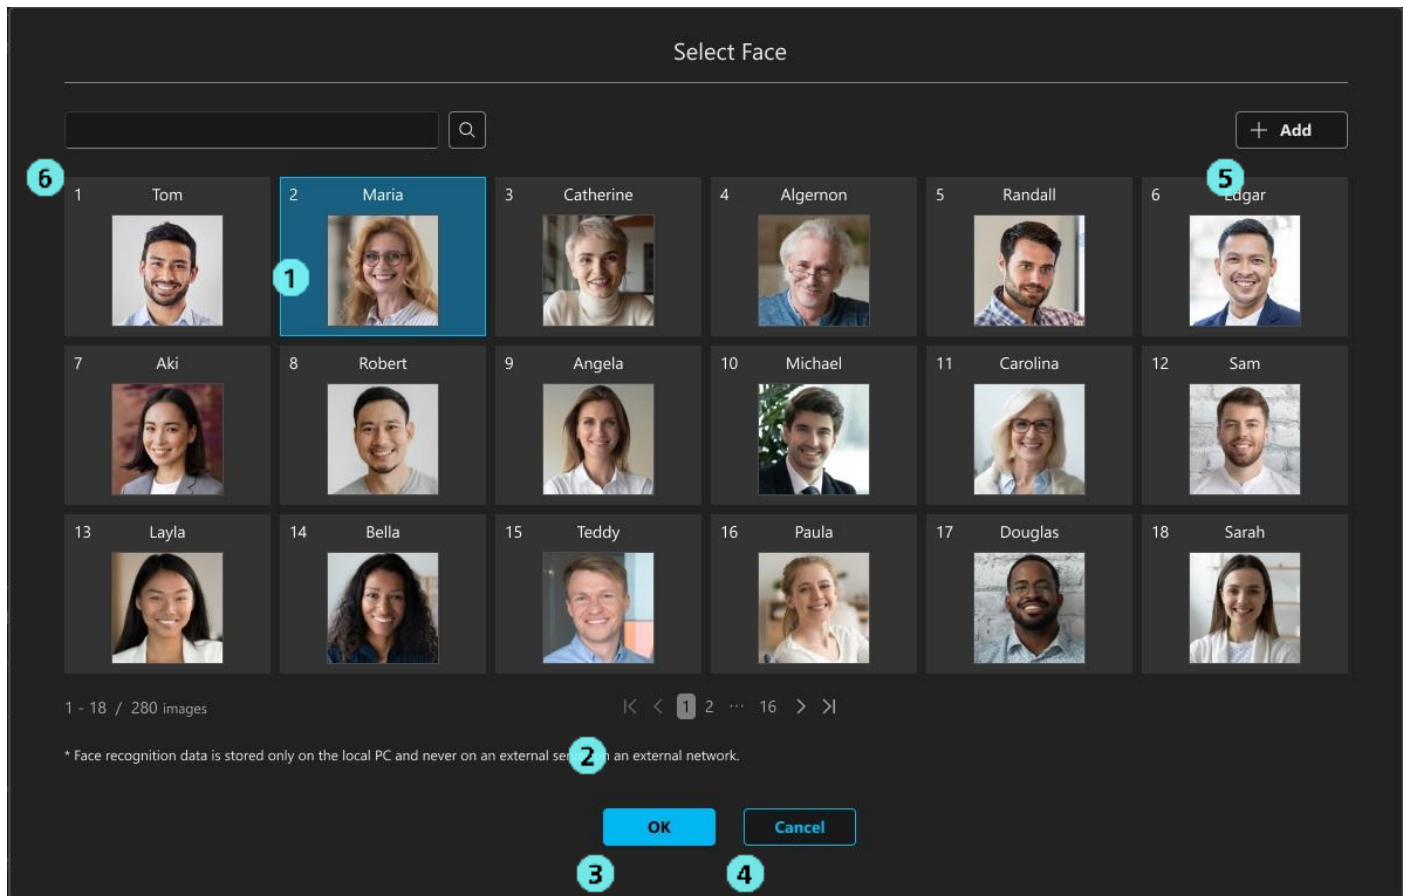 Select Face
+ Add
6
5
1 Tom
2 Maria
3 Catherine
4 Algernon
5 Randall
6 Edgar
1
7 Aki
8 Robert
9 Angela
10 Michael
11 Carolina
12 Sam
13 Layla
14 Bella
15 Teddy
16 Paula
17 Douglas
18 Sarah
1 - 18 / 280 images
1 2 ... 16
* Face recognition data is stored only on the local PC and never on an external an external network.
2
OK
Cancel
3
4